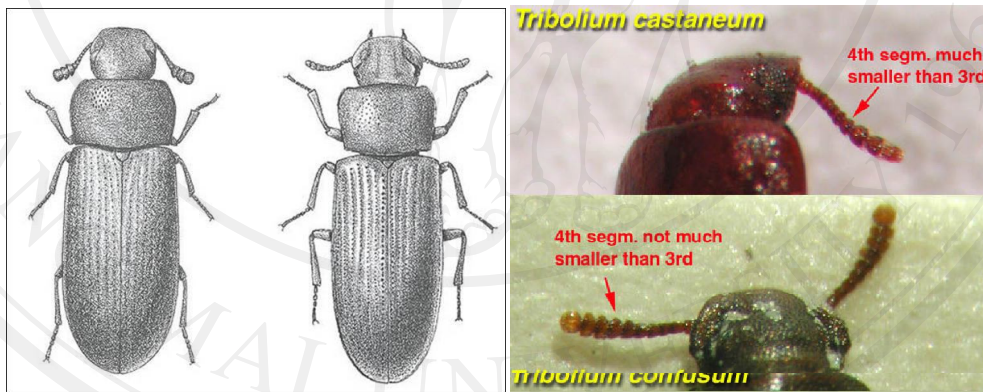 Tribolium castaneum
4th segm. much
smaller than 3rd
4th segm. not much
smaller than 3rd
Tribolium confusum